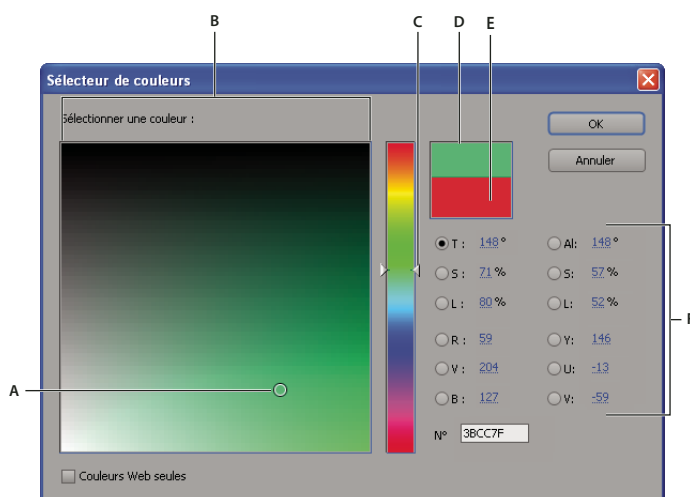 B C D E
Sélecteur de couleurs
Sélectionner une couleur :
OK
Annuler
T : 148 ° Al: 148 °
S : 71 % S: 57 %
L : 80 % L: 52 %
F
R : 59 Y: 146
V : 204 U: -13
A
B : 127 V: -59
N° 3BCC7F
Couleurs Web seules